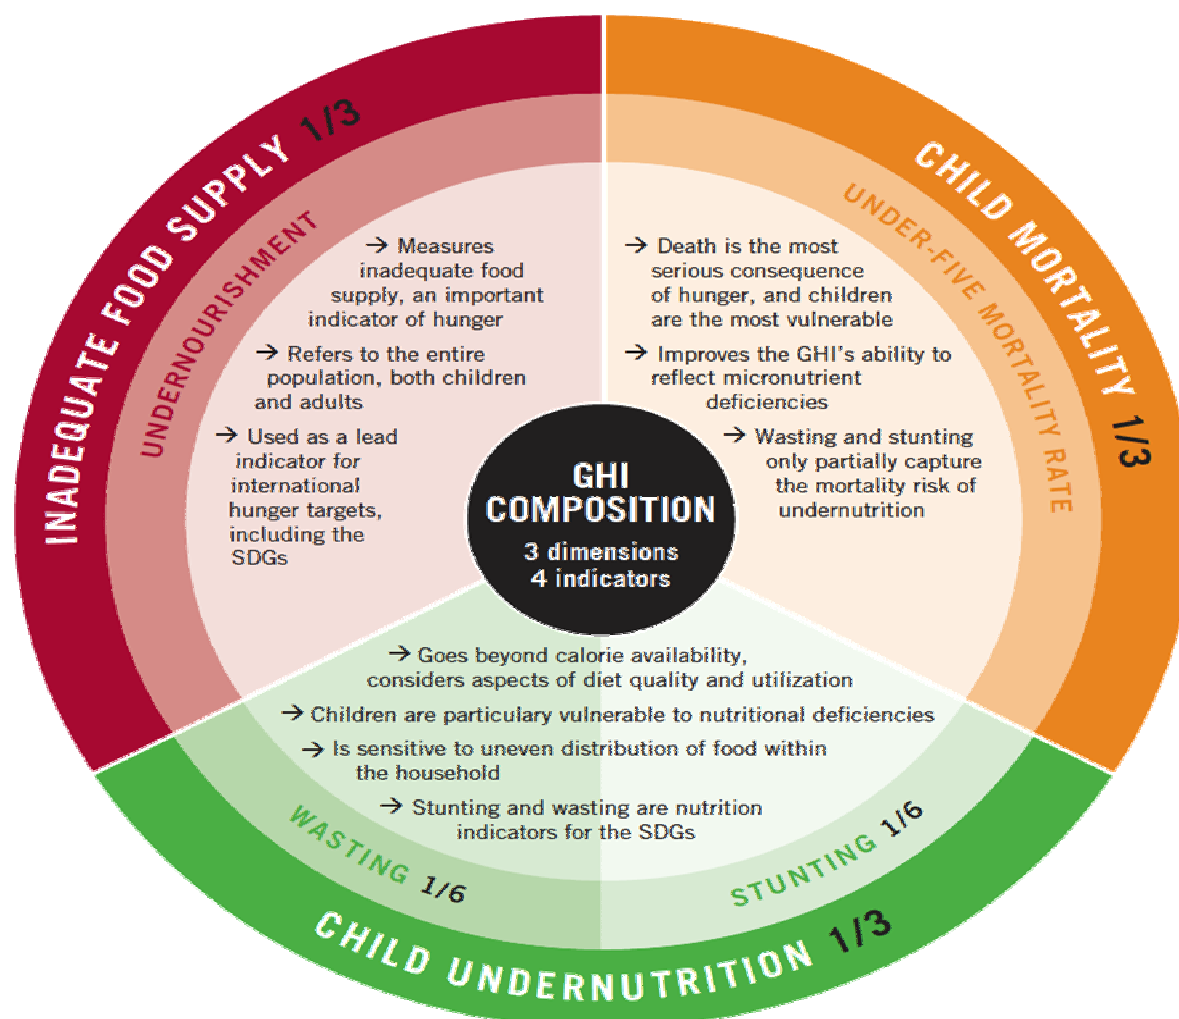 INADEQUATE FOOD SUPPLY 1/3
UNDERNOURISHMENT
→ Measures
inadequate food
supply, an important
indicator of hunger
→ Refers to the entire
population, both children
and adults
→ Used as a lead
indicator for
international
hunger targets,
including the
SDGs
CHILD MORTALITY 1/3
UNDER-FIVE MORTALITY RATE
→ Death is the most
serious consequence
of hunger, and children
are the most vulnerable
→ Improves the GHI's ability to
reflect micronutrient
deficiencies
→ Wasting and stunting
only partially capture
the mortality risk of
undernutrition
GHI
COMPOSITION
3 dimensions
4 indicators
→ Goes beyond calorie availability,
considers aspects of diet quality and utilization
→ Children are particulary vulnerable to nutritional deficiencies
→ Is sensitive to uneven distribution of food within
the household
→ Stunting and wasting are nutrition
indicators for the SDGs
WASTING 1/6
STUNTING 1/6
CHILD UNDERNUTRITION 1/3